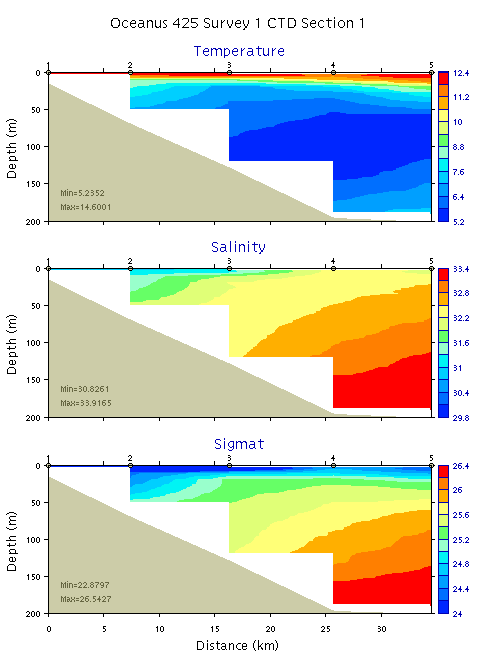 Oceanus 425 Survey 1 CTD Section 1
Temperature
1 2 3 4 5
Depth (m)
0 50 100 150 200
Min=5.2352
Max=14.6001
12.4 11.2 10 8.8 7.6 6.4 5.2
Salinity
1 2 3 4 5
Depth (m)
0 50 100 150 200
Min=30.8261
Max=33.9165
33.4 32.8 32.2 31.6 31 30.4 29.8
Sigmat
1 2 3 4 5
Depth (m)
0 50 100 150 200
Min=22.8797
Max=26.5427
26.4 26 25.6 25.2 24.8 24.4 24
0 5 10 15 20 25 30
Distance (km)